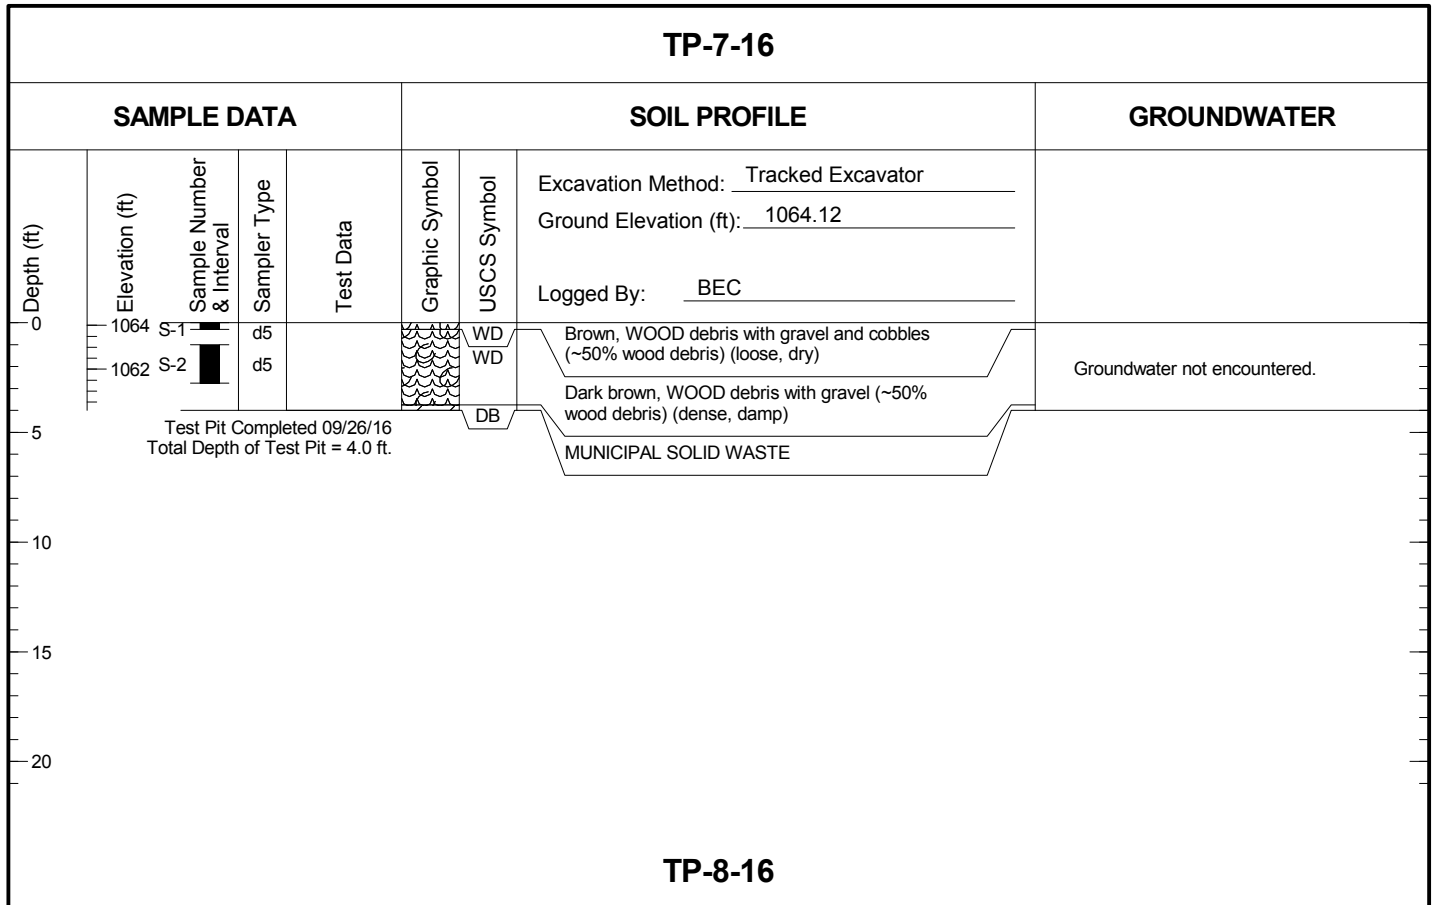 TP-7-16
SAMPLE DATA
SOIL PROFILE
GROUNDWATER
Depth (ft)
Elevation (ft)
Sample Number
& Interval
Sampler Type
Test Data
Graphic Symbol
USCS Symbol
Excavation Method: Tracked Excavator
Ground Elevation (ft): 1064.12
Logged By: BEC
0
1064
S-1
d5
WD
Brown, WOOD debris with gravel and cobbles
(~50% wood debris) (loose, dry)
1062
S-2
d5
WD
Groundwater not encountered.
Dark brown, WOOD debris with gravel (~50%
wood debris) (dense, damp)
DB
Test Pit Completed 09/26/16
Total Depth of Test Pit = 4.0 ft.
5
MUNICIPAL SOLID WASTE
10
15
20
TP-8-16